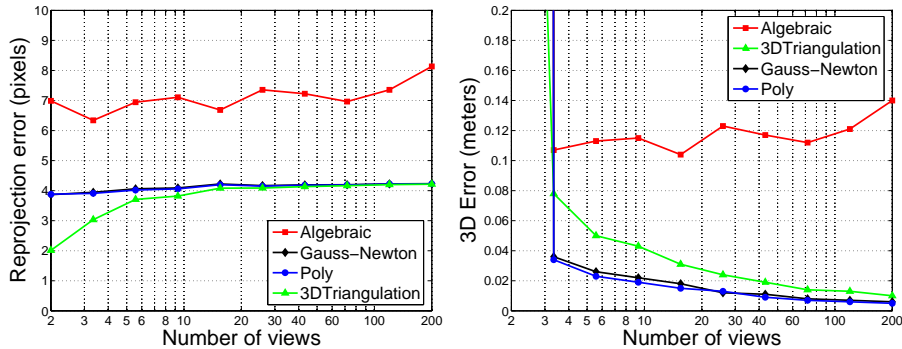 10
9
8
7
6
5
4
3
2
1
0
Reprojection error (pixels)
2 3 4 5 6 10 20 30 40 60 120 200
Number of views
Algebraic
Gauss−Newton
Poly
3DTriangulation
0.2
0.18
0.16
0.14
0.12
0.1
0.08
0.06
0.04
0.02
0
3D Error (meters)
2 3 4 5 6 10 20 30 40 60 120 200
Number of views
Algebraic
3DTriangulation
Gauss−Newton
Poly